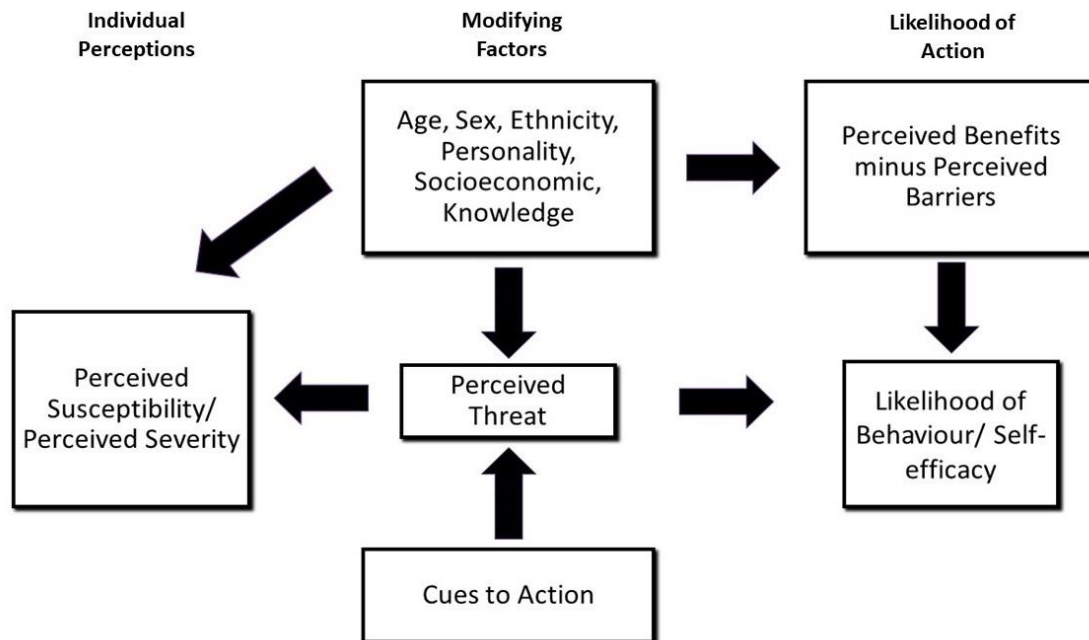 Individual
Perceptions
Modifying
Factors
Likelihood of
Action
Age, Sex, Ethnicity,
Personality,
Socioeconomic,
Knowledge
Perceived Benefits
minus Perceived
Barriers
Perceived
Susceptibility/
Perceived Severity
Perceived
Threat
Likelihood of
Behaviour/ Self-
efficacy
Cues to Action